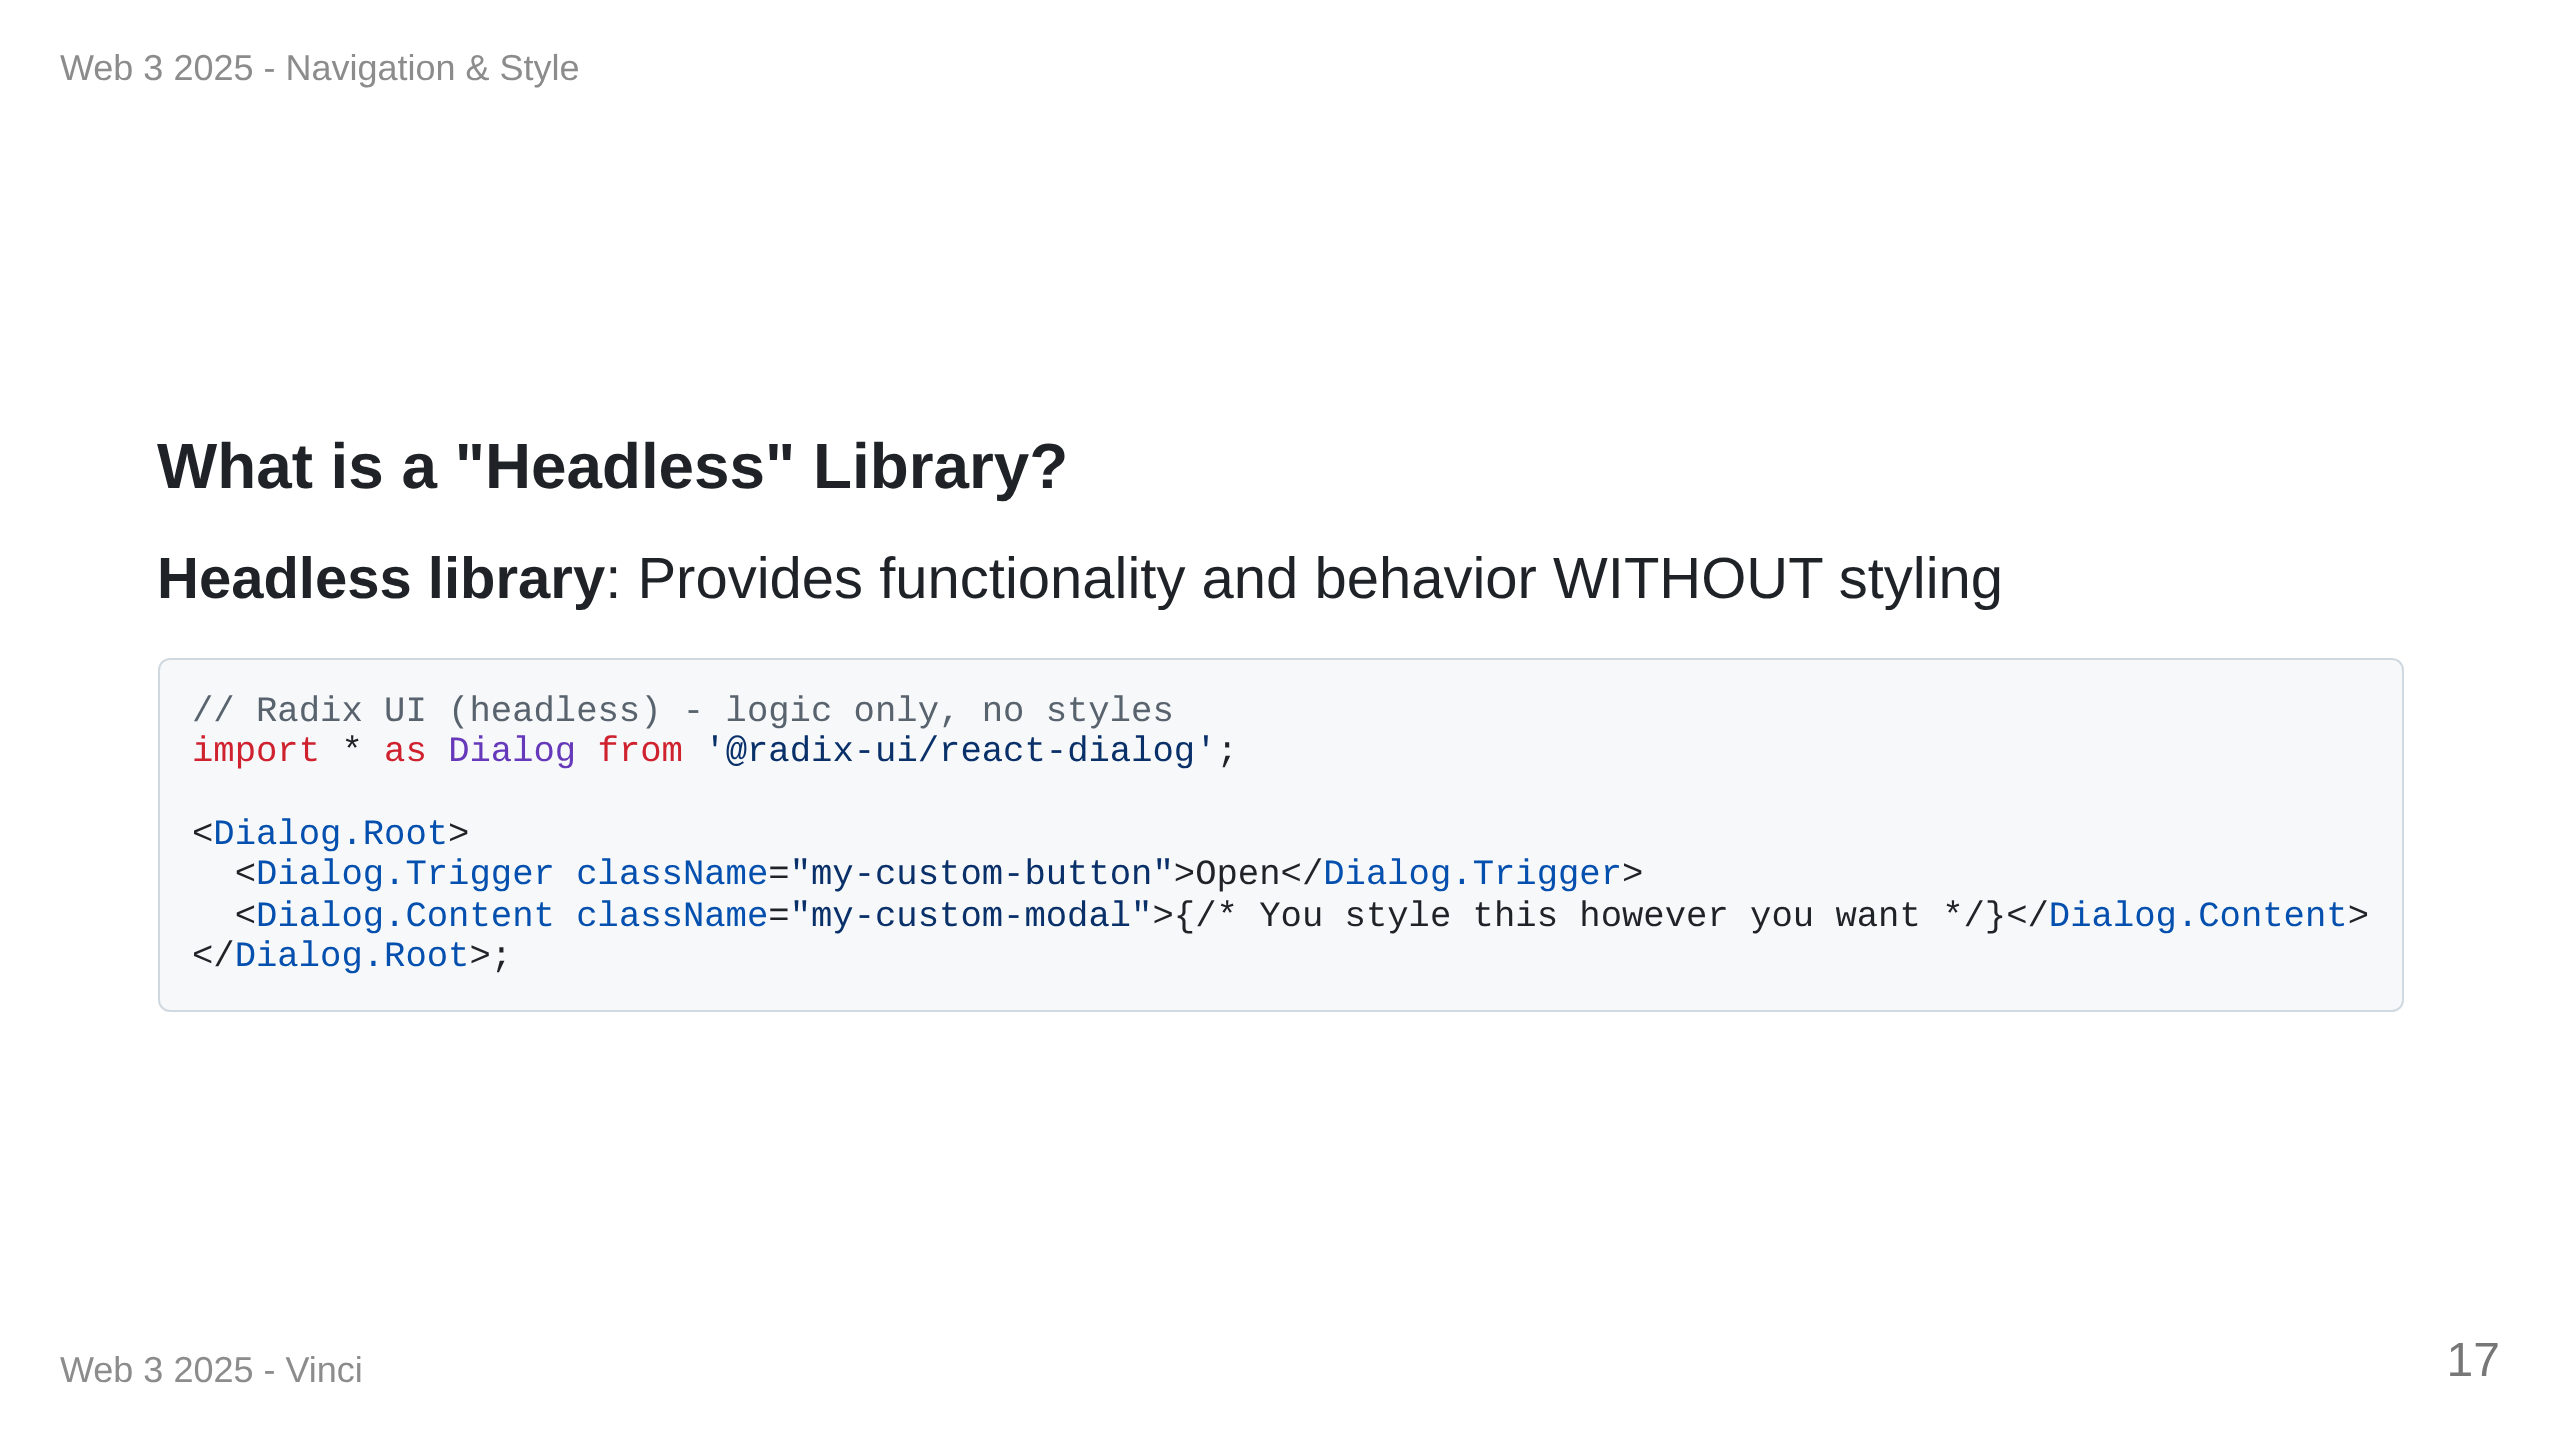 Web 3 2025 - Navigation & Style
What is a "Headless" Library?
Headless library: Provides functionality and behavior WITHOUT styling
// Radix UI (headless) - logic only, no styles
import * as Dialog from '@radix-ui/react-dialog';

<Dialog.Root>
  <Dialog.Trigger className="my-custom-button">Open</Dialog.Trigger>
  <Dialog.Content className="my-custom-modal">{/* You style this however you want */}</Dialog.Content>
</Dialog.Root>;
Web 3 2025 - Vinci
17